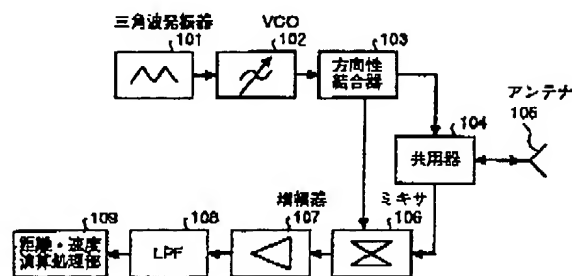 三角波発振器
101
VCO
102
103
方向性
結合器
アンテナ
105
104
共用器
ミキサ
106
増幅器
107
108
LPF
109
距離・速度
演算処理部